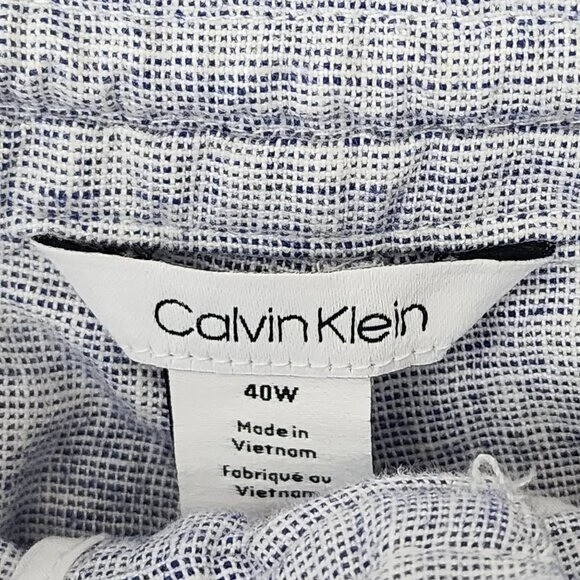 Calvin Klein
40W
Made in
Vietnam
Fabriqué au
Vietnam